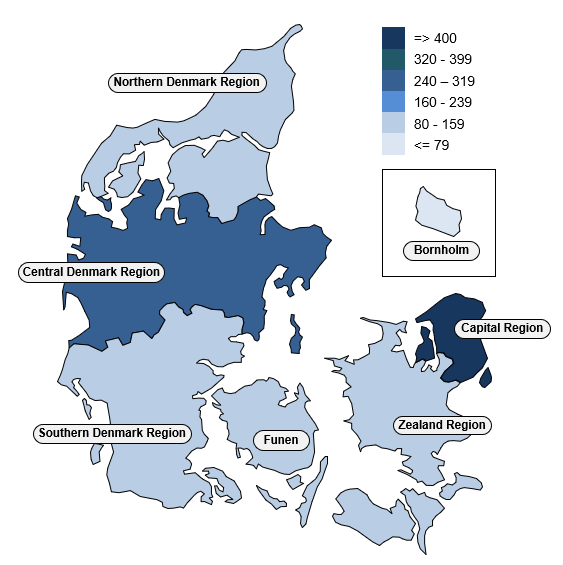 Northern Denmark Region
=> 400
320 - 399
240 – 319
160 - 239
80 - 159
<= 79
Bornholm
Central Denmark Region
Capital Region
Southern Denmark Region
Funen
Zealand Region